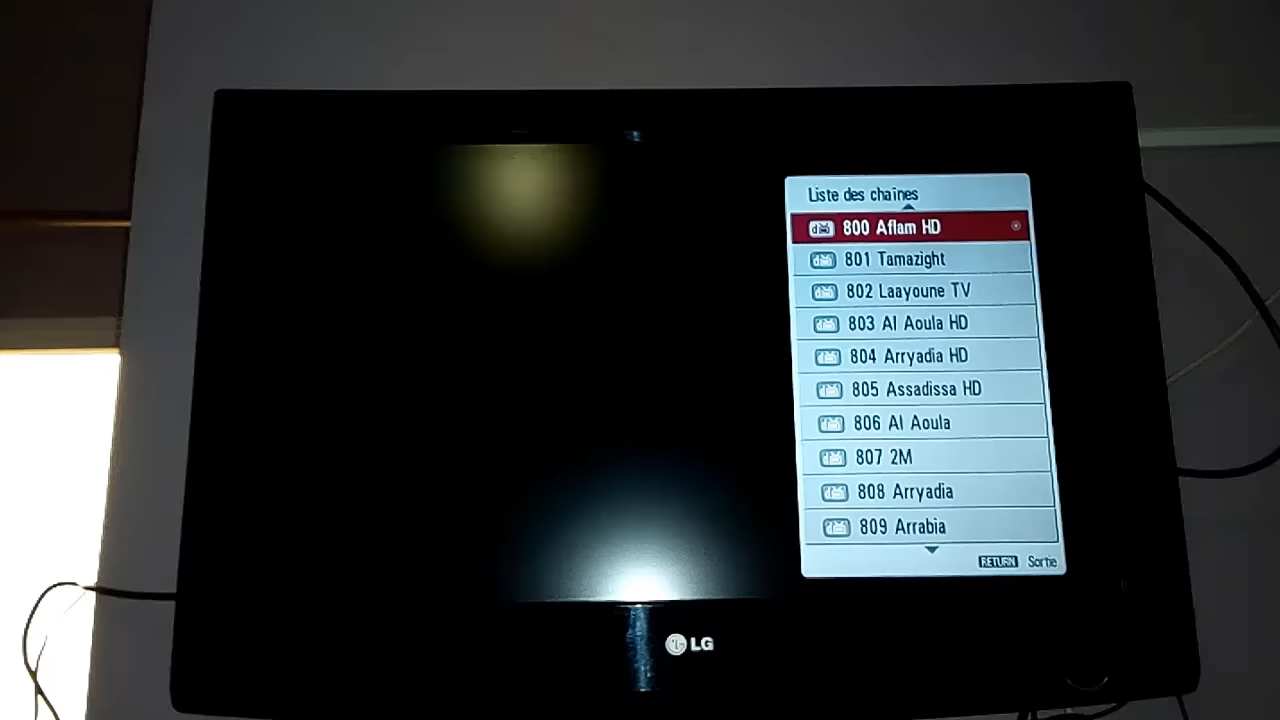 Liste des chaînes
800 Aflam HD
801 Tamazight
802 Laayoune TV
803 Al Aoula HD
804 Arryadia HD
805 Assadissa HD
806 Al Aoula
807 2M
808 Arryadia
809 Arrabia
RETURN Sortie
LG